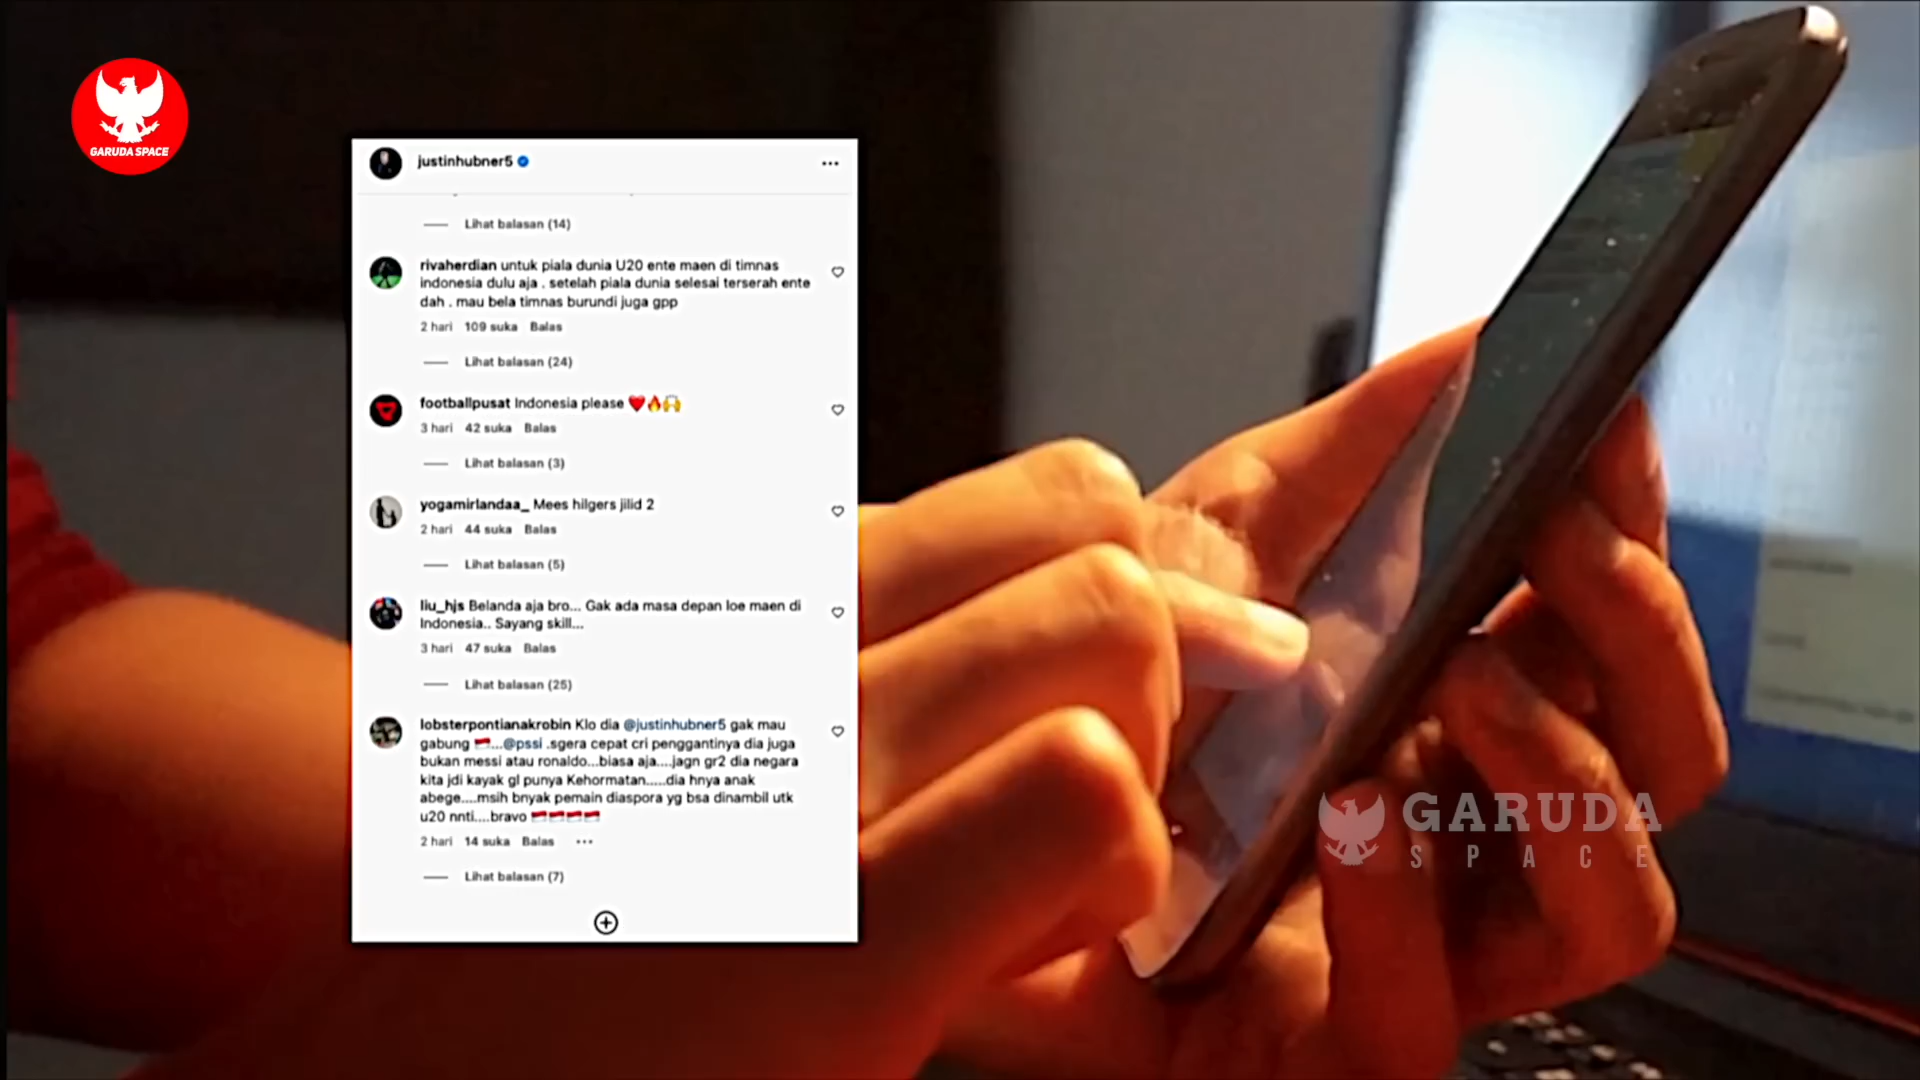 GARUDA SPACE
justinhubner5
Lihat balasan (14)
rivaherdian untuk piala dunia U20 ente maen di timnas
indonesia dulu aja . setelah piala dunia selesai terserah ente
dah . mau bela timnas burundi juga gpp
2 hari 109 suka Balas
Lihat balasan (24)
footballpusat Indonesia please ❤️🔥🙌
3 hari 42 suka Balas
Lihat balasan (3)
yogamirlandaa_ Mees hilgers jilid 2
2 hari 44 suka Balas
Lihat balasan (5)
liu_hjs Belanda aja bro... Gak ada masa depan loe maen di
Indonesia.. Sayang skill...
3 hari 47 suka Balas
Lihat balasan (25)
lobsterpontianakrobin Klo dia @justinhubner5 gak mau
gabung 🇮🇩...@pssi .sgera cepat cri penggantinya dia juga
bukan messi atau ronaldo...biasa aja....jagn gr2 dia negara
kita jdi kayak gl punya Kehormatan.....dia hnya anak
abege....msih bnyak pemain diaspora yg bsa dinambil utk
u20 nnti....bravo 🇮🇩🇮🇩🇮🇩🇮🇩
2 hari 14 suka Balas
Lihat balasan (7)
GARUDA
SPACE